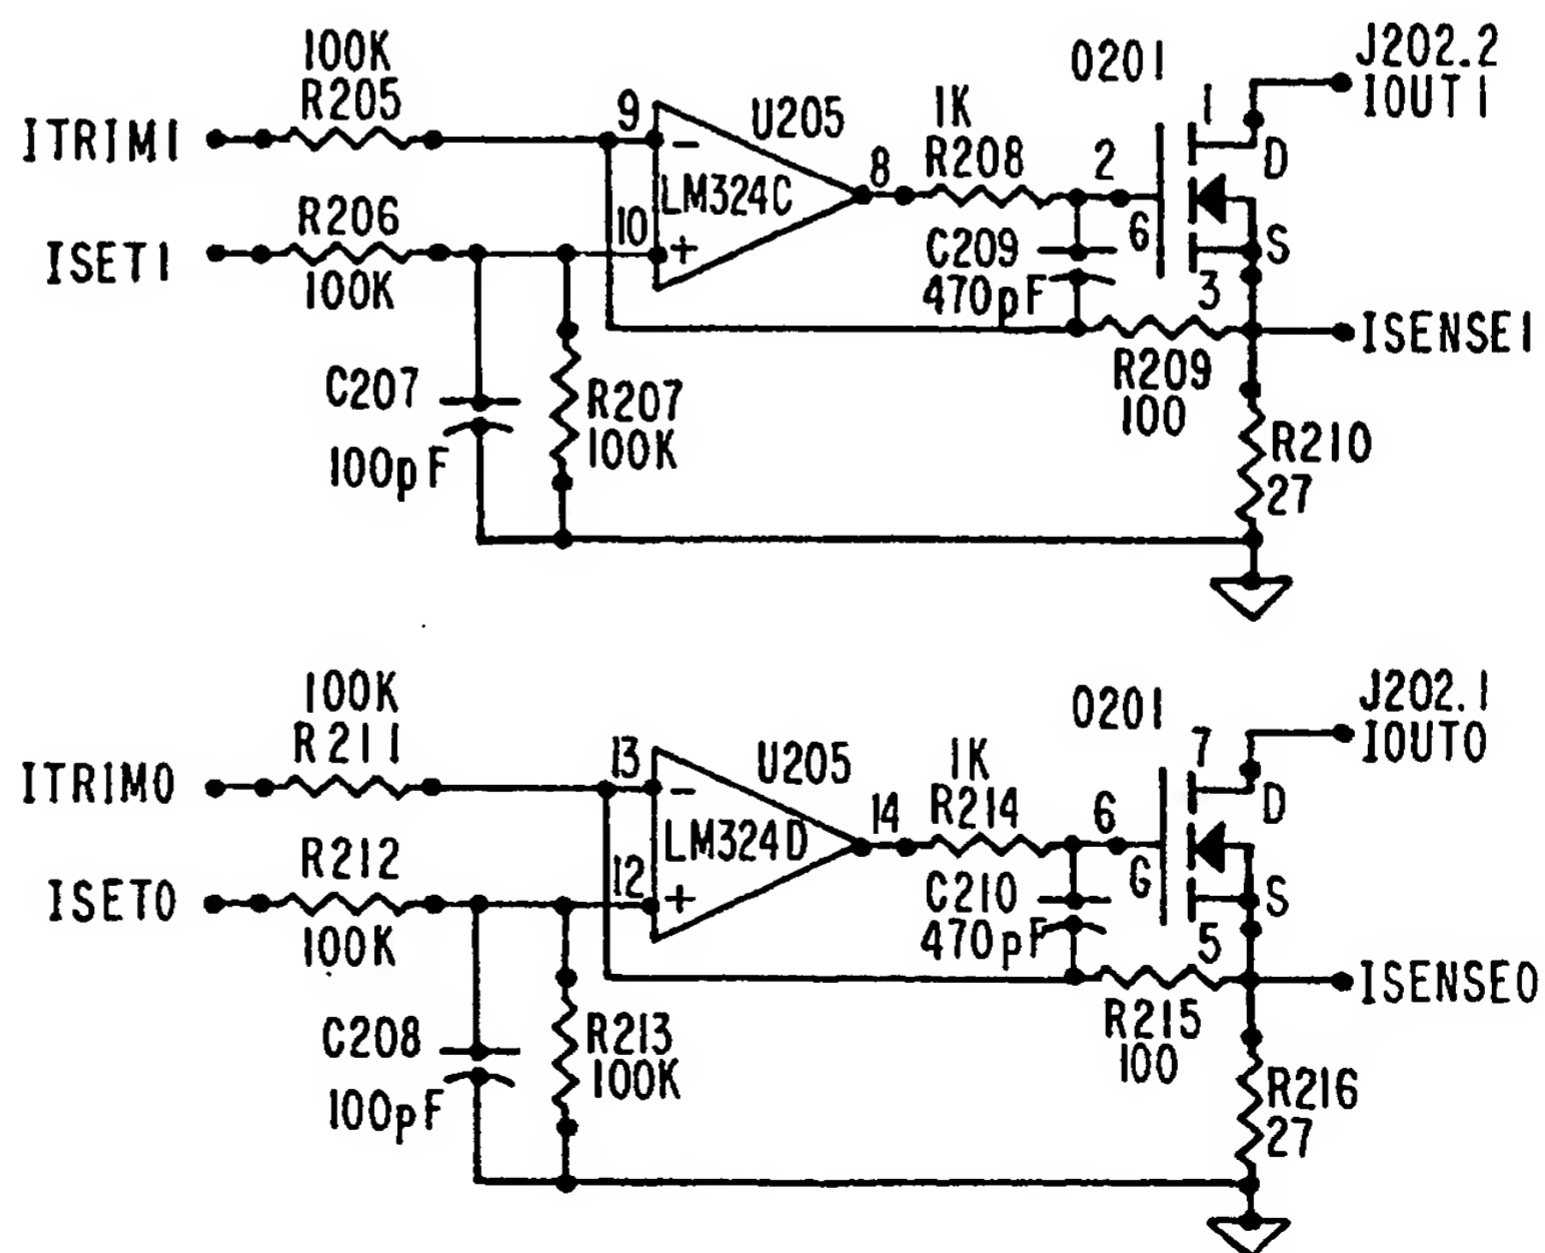 100K
R205
ITRIM1
9
-
U205
LM324C
8
1K
R208
2
G
O201
1
D
J202.2
IOUT1
ISET1
R206
100K
10
+
C209
470pF
S
3
ISENSE1
R209
100
C207
100pF
R207
100K
R210
27
100K
R211
ITRIM0
13
-
U205
LM324D
14
1K
R214
6
G
O201
7
D
J202.1
IOUT0
ISET0
R212
100K
12
+
C210
470pF
S
5
ISENSE0
R215
100
C208
100pF
R213
100K
R216
27